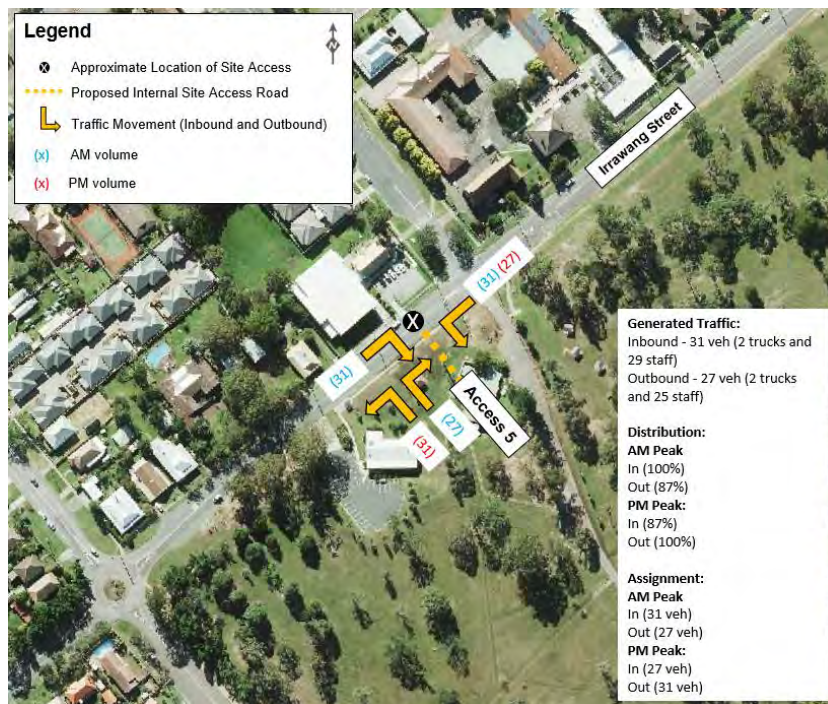 Legend
N
X Approximate Location of Site Access
Proposed Internal Site Access Road
Traffic Movement (Inbound and Outbound)
(x) AM volume
(x) PM volume
Irrawang Street
(31) (27)
X
(31)
Access 5
(27)
(31)
Generated Traffic:
Inbound - 31 veh (2 trucks and
29 staff)
Outbound - 27 veh (2 trucks
and 25 staff)
Distribution:
AM Peak
In (100%)
Out (87%)
PM Peak:
In (87%)
Out (100%)
Assignment:
AM Peak
In (31 veh)
Out (27 veh)
PM Peak:
In (27 veh)
Out (31 veh)